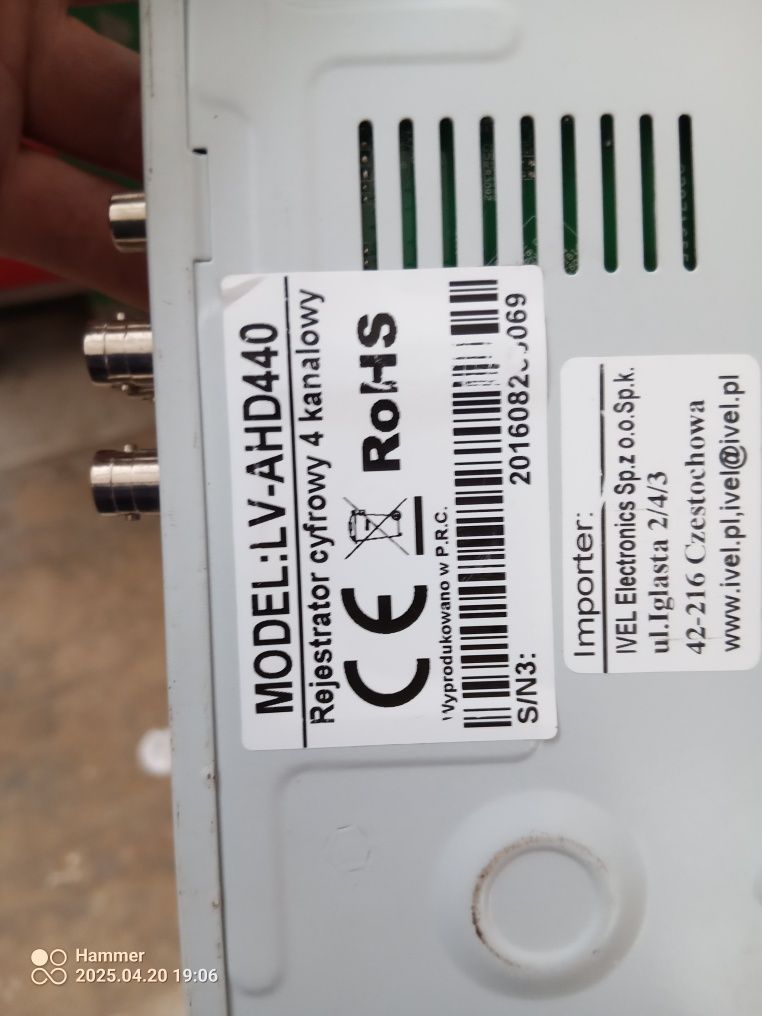 MODEL:LV-AHD440
Rejestrator cyfrowy 4 kanalowy
CE RoHS
Wyprodukowano w P.R.C.
S/N3:
Importer:
IVEL Electronics Sp.z o.o.Sp.k.
ul.Iglasta 2/4/3
42-216 Czestochowa
www.ivel.pl,ivel@ivel.pl
Hammer
2025.04.20 19:06